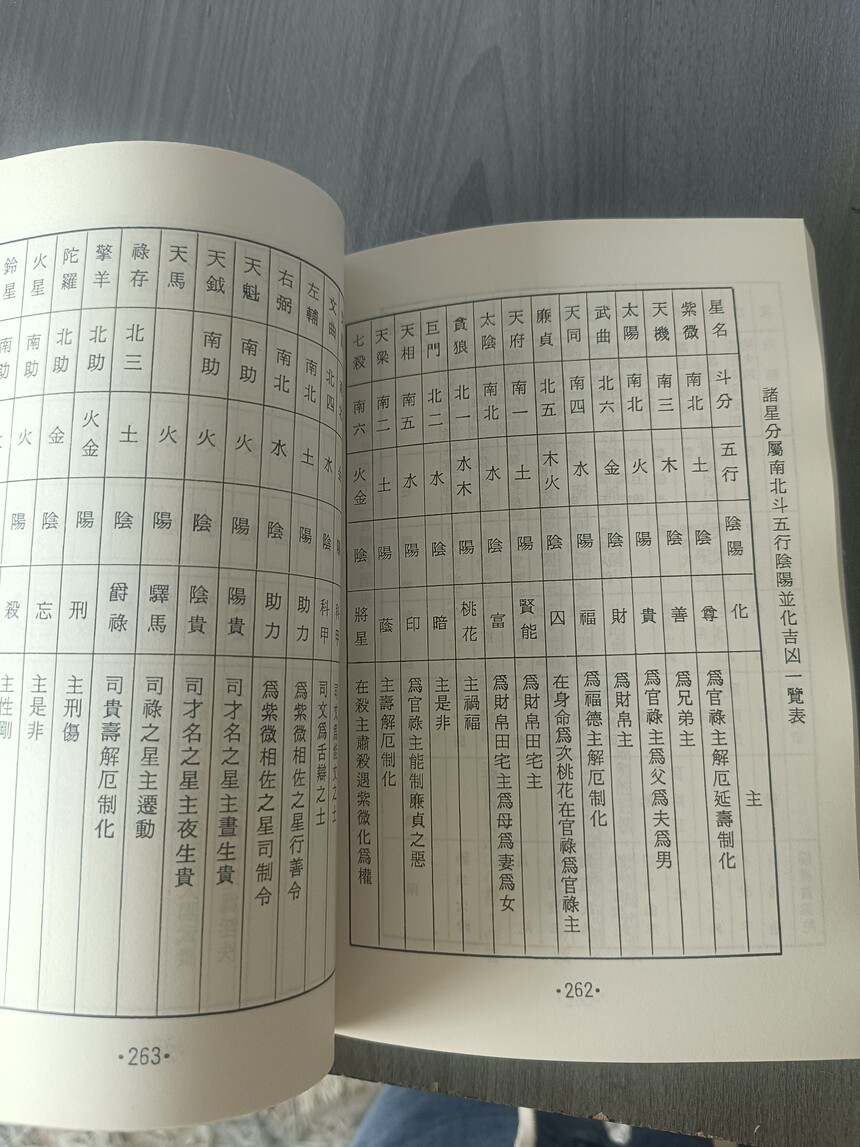 諸星分屬南北斗五行陰陽並化吉凶一覽表
星名 斗分 五行 陰陽 化 主
紫微 南北 土 陰 尊 爲官祿主解厄延壽制化
天機 南三 木 陰 善 爲兄弟主
太陽 南北 火 陽 貴 爲官祿主爲父爲夫爲男
武曲 北六 金 陰 財 爲財帛主
天同 南四 水 陽 福 爲福德主解厄制化
廉貞 北五 木火 陰 囚 在身命爲次桃花在官祿爲官祿主
天府 南一 土 陽 賢能 爲財帛田宅主
太陰 南北 水 陰 富 爲財帛田宅主爲母爲妻爲女
貪狼 北一 水木 陽 桃花 主禍福
巨門 北二 水 陰 暗 主是非
天相 南五 水 陽 印 爲官祿主能制廉貞之惡
天梁 南二 土 陽 蔭 主壽解厄制化
七殺 南六 火金 陰 將星 在殺主肅殺遇紫微化爲權
•262•
文曲 北四 水 陰 科甲 司文爲舌辯之士
左輔 南北 土 陽 助力 爲紫微相佐之星行善令
右弼 南北 水 陰 助力 爲紫微相佐之星司制令
天魁 南助 火 陽 陽貴 司才名之星主晝生貴
天鉞 南助 火 陰 陰貴 司才名之星主夜生貴
天馬 火 陽 驛馬 司祿之星主遷動
祿存 北三 土 陰 爵祿 司貴壽解厄制化
擎羊 北助 火金 陽 刑 主刑傷
陀羅 北助 金 陰 忘 主是非
火星 南助 火 陽 殺 主性剛
鈴星 南助
•263•